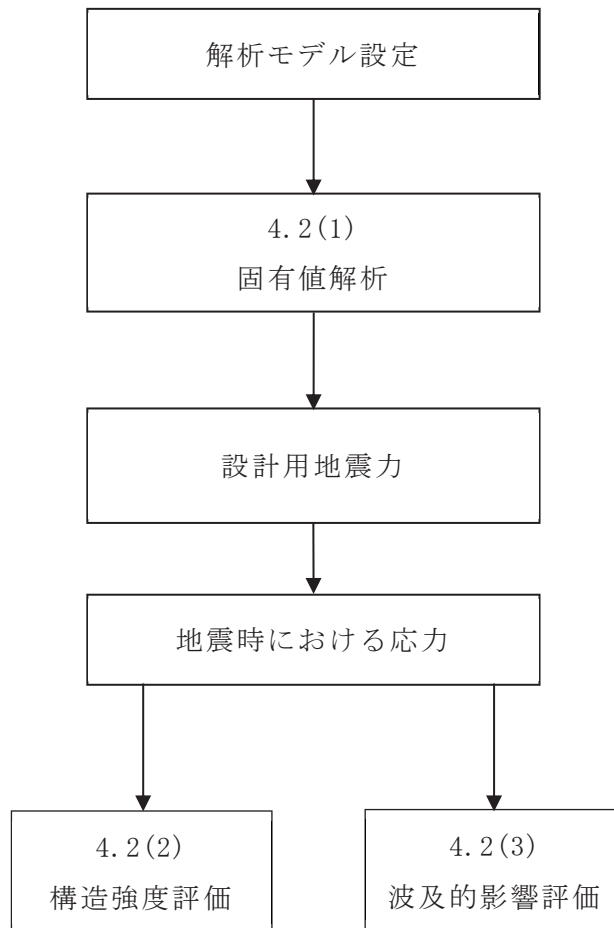 解析モデル設定
4.2(1)
固有値解析
設計用地震力
地震時における応力
4.2(2)
構造強度評価
4.2(3)
波及的影響評価